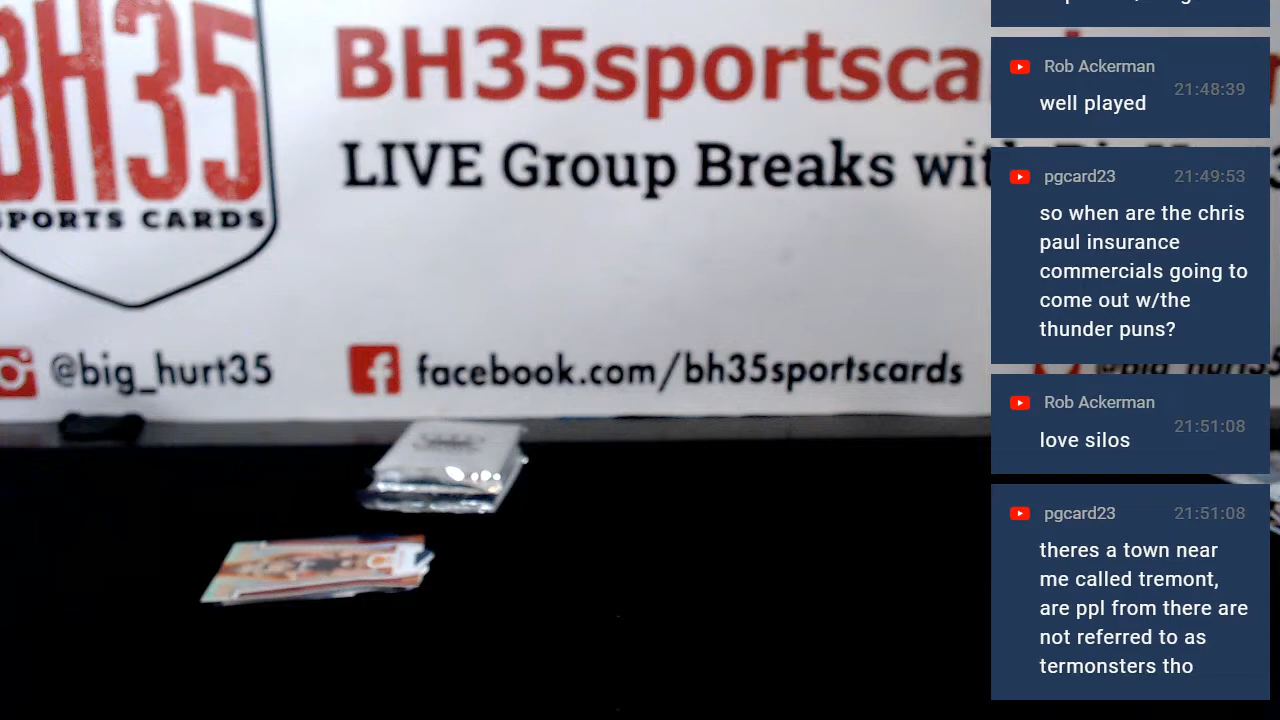 BH35
SPORTS CARDS
BH35sportsca
LIVE Group Breaks wit
@big_hurt35
facebook.com/bh35sportscards
Rob Ackerman
21:48:39
well played
pgcard23
21:49:53
so when are the chris
paul insurance
commercials going to
come out w/the
thunder puns?
@big_hurt35
Rob Ackerman
21:51:08
love silos
pgcard23
21:51:08
theres a town near
me called tremont,
are ppl from there are
not referred to as
termonsters tho